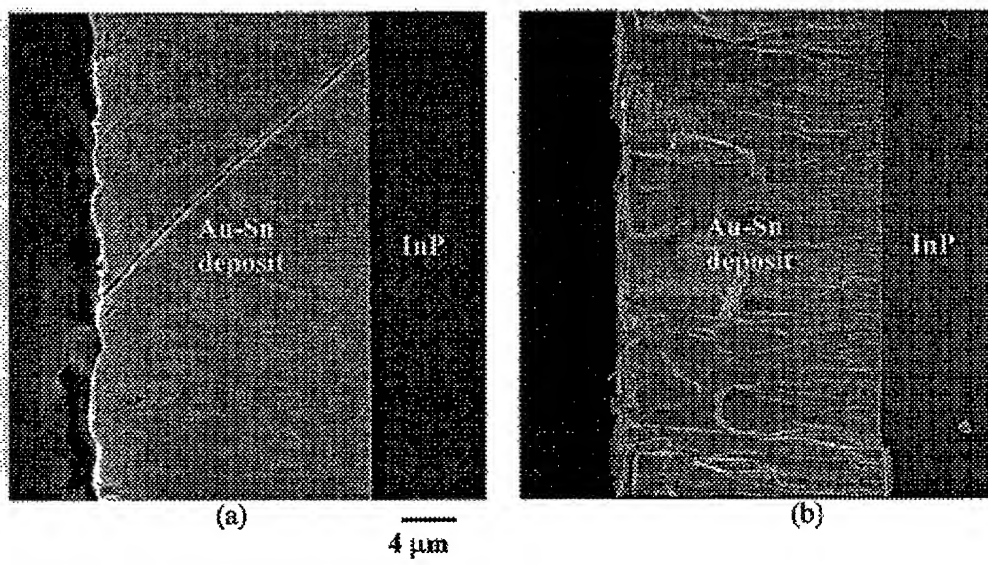 Au-Sn
deposit
InP
Au-Sn
deposit
InP
(a)
(b)
4 μm